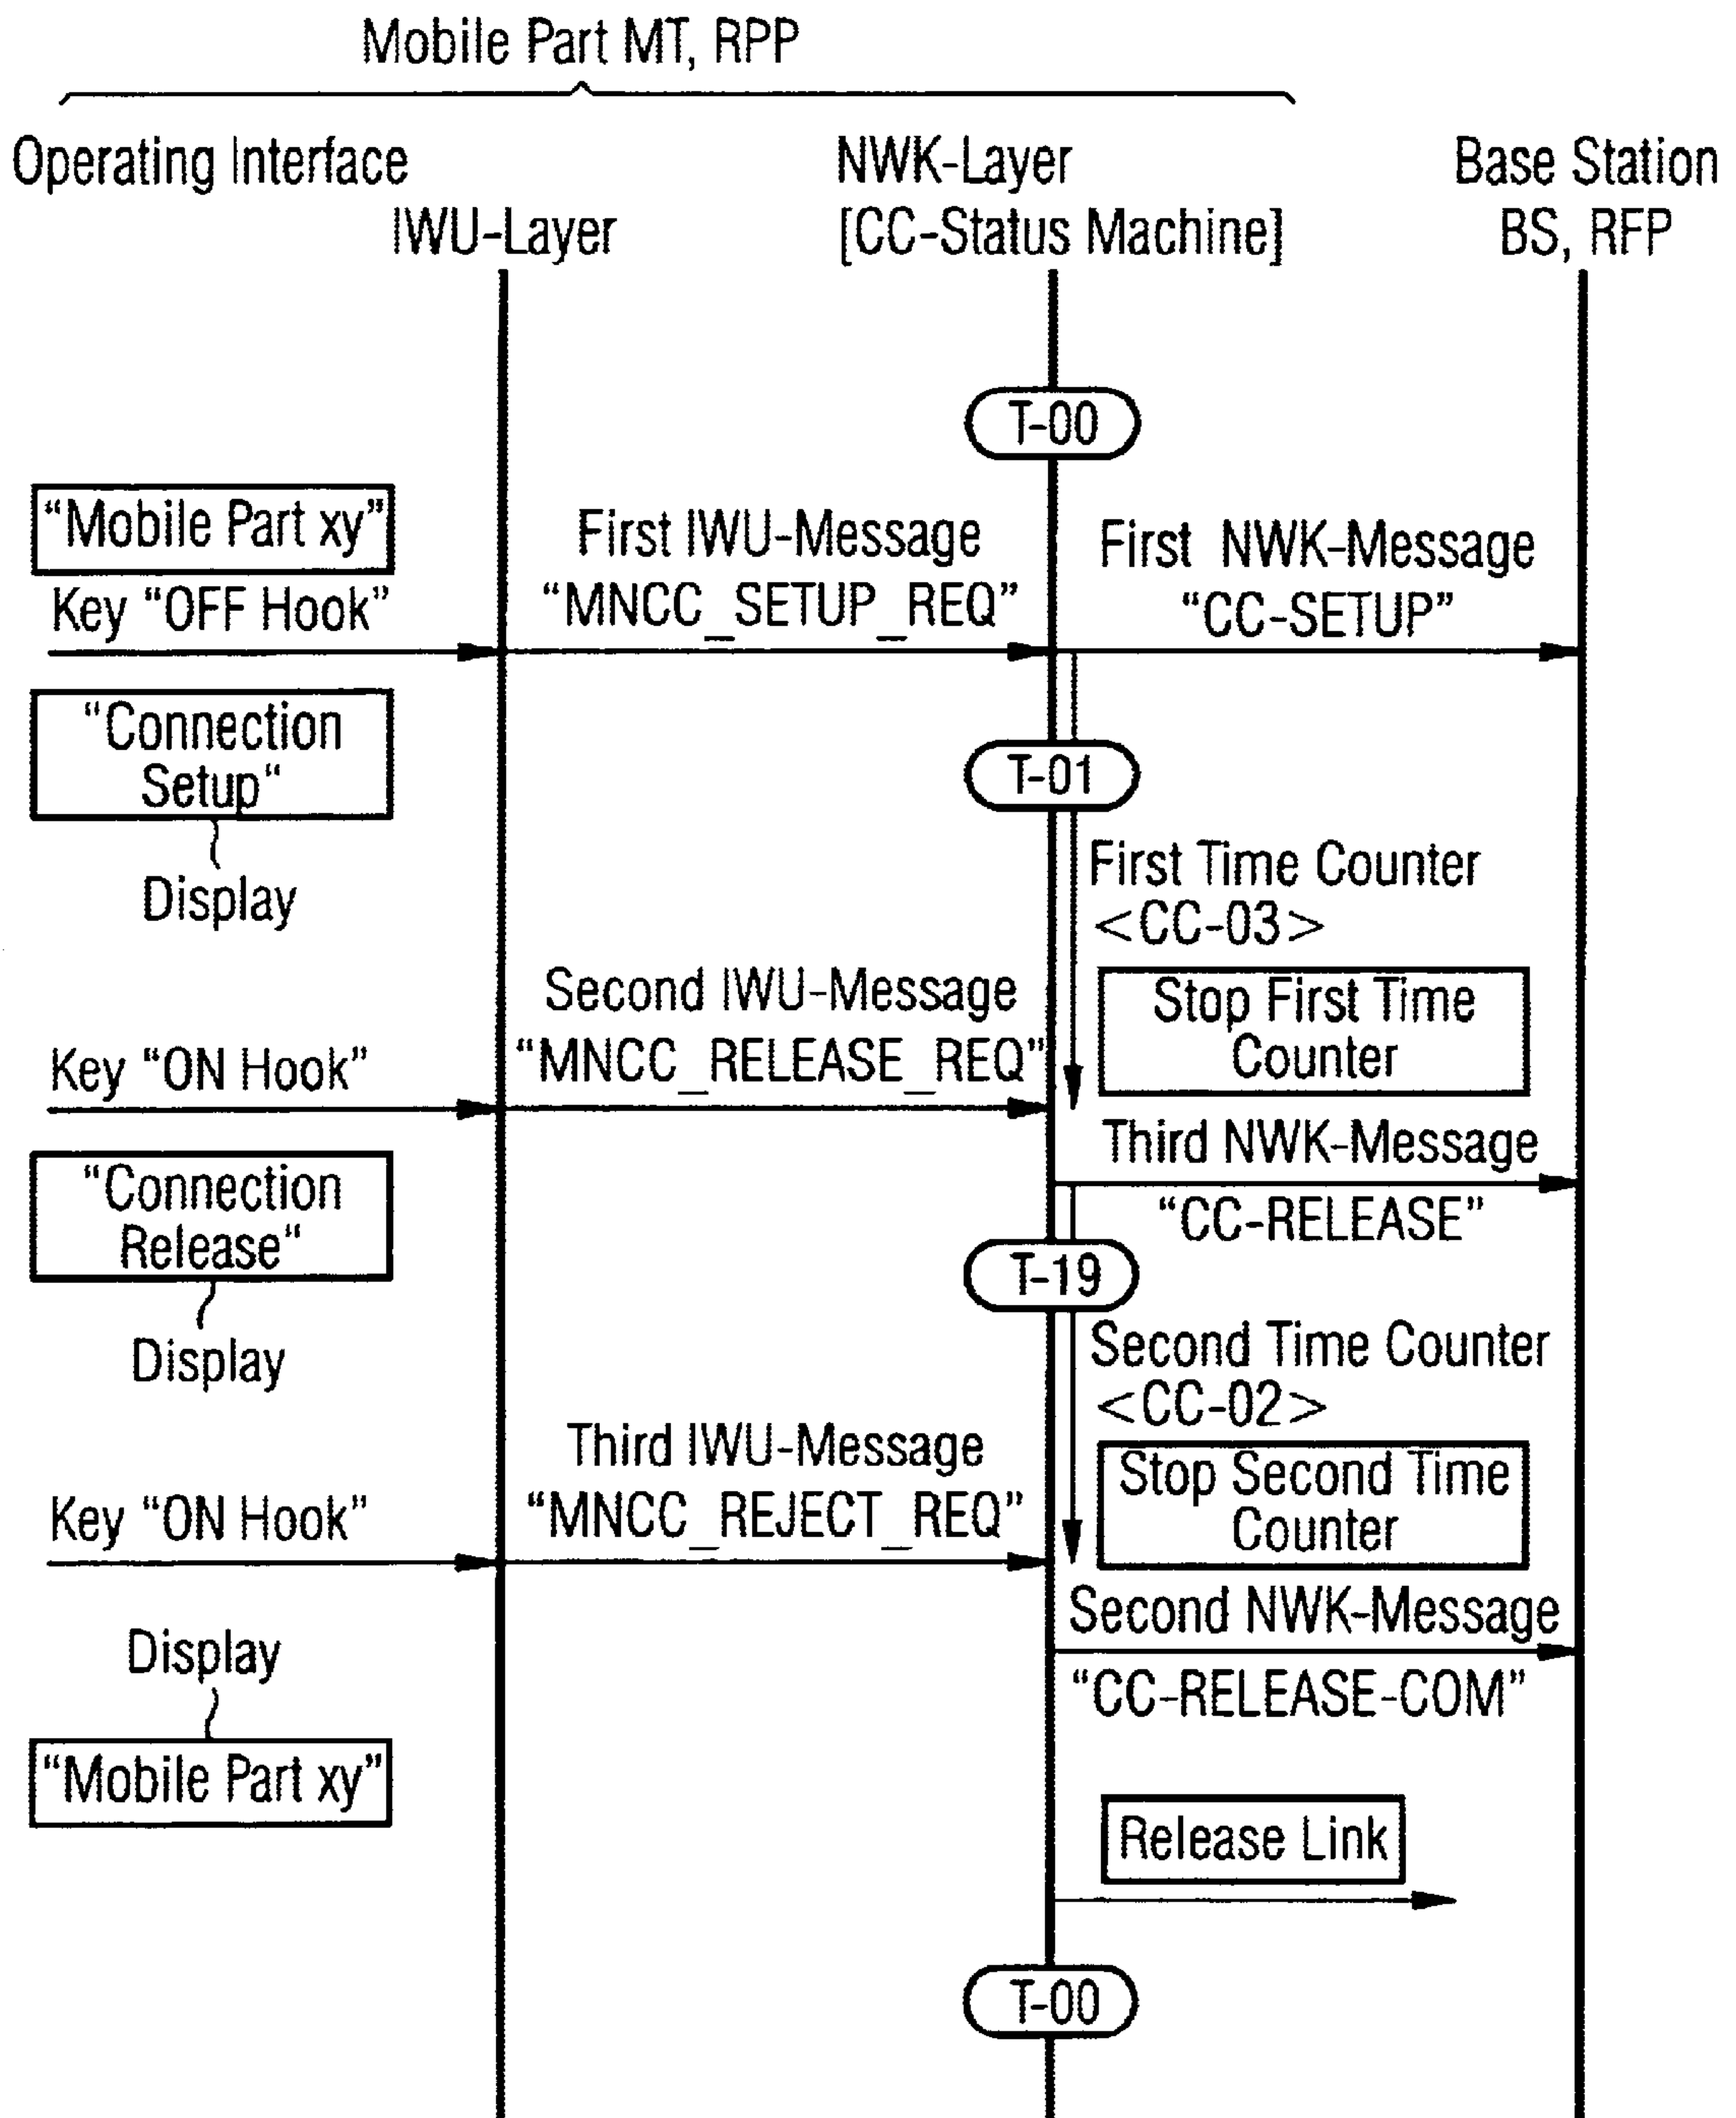 Mobile Part MT, RPP
Operating Interface
IWU-Layer
NWK-Layer
[CC-Status Machine]
Base Station
BS, RFP
T-00
“Mobile Part xy”
Key “OFF Hook”
First IWU-Message
“MNCC_SETUP_REQ”
First NWK-Message
“CC-SETUP”
“Connection
Setup“
Display
T-01
First Time Counter
<CC-03>
Stop First Time
Counter
Second IWU-Message
“MNCC_RELEASE_REQ”
Key “ON Hook”
Third NWK-Message
“CC-RELEASE”
“Connection
Release“
Display
T-19
Second Time Counter
<CC-02>
Stop Second Time
Counter
Third IWU-Message
“MNCC_REJECT_REQ”
Key “ON Hook”
Second NWK-Message
“CC-RELEASE-COM”
Display
“Mobile Part xy”
Release Link
T-00